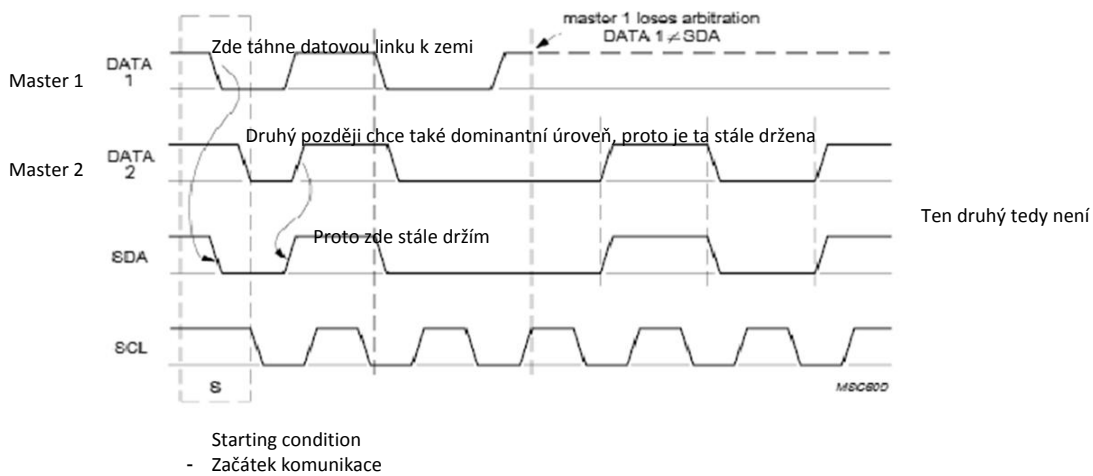 master 1 loses arbitration
DATA 1 ≠ SDA
Zde táhne datovou linku k zemi
Master 1
DATA
1
Druhý později chce také dominantní úroveň, proto je ta stále držena
Master 2
DATA
2
Ten druhý tedy není
Proto zde stále držím
SDA
SCL
S
MSC60D
Starting condition
- Začátek komunikace